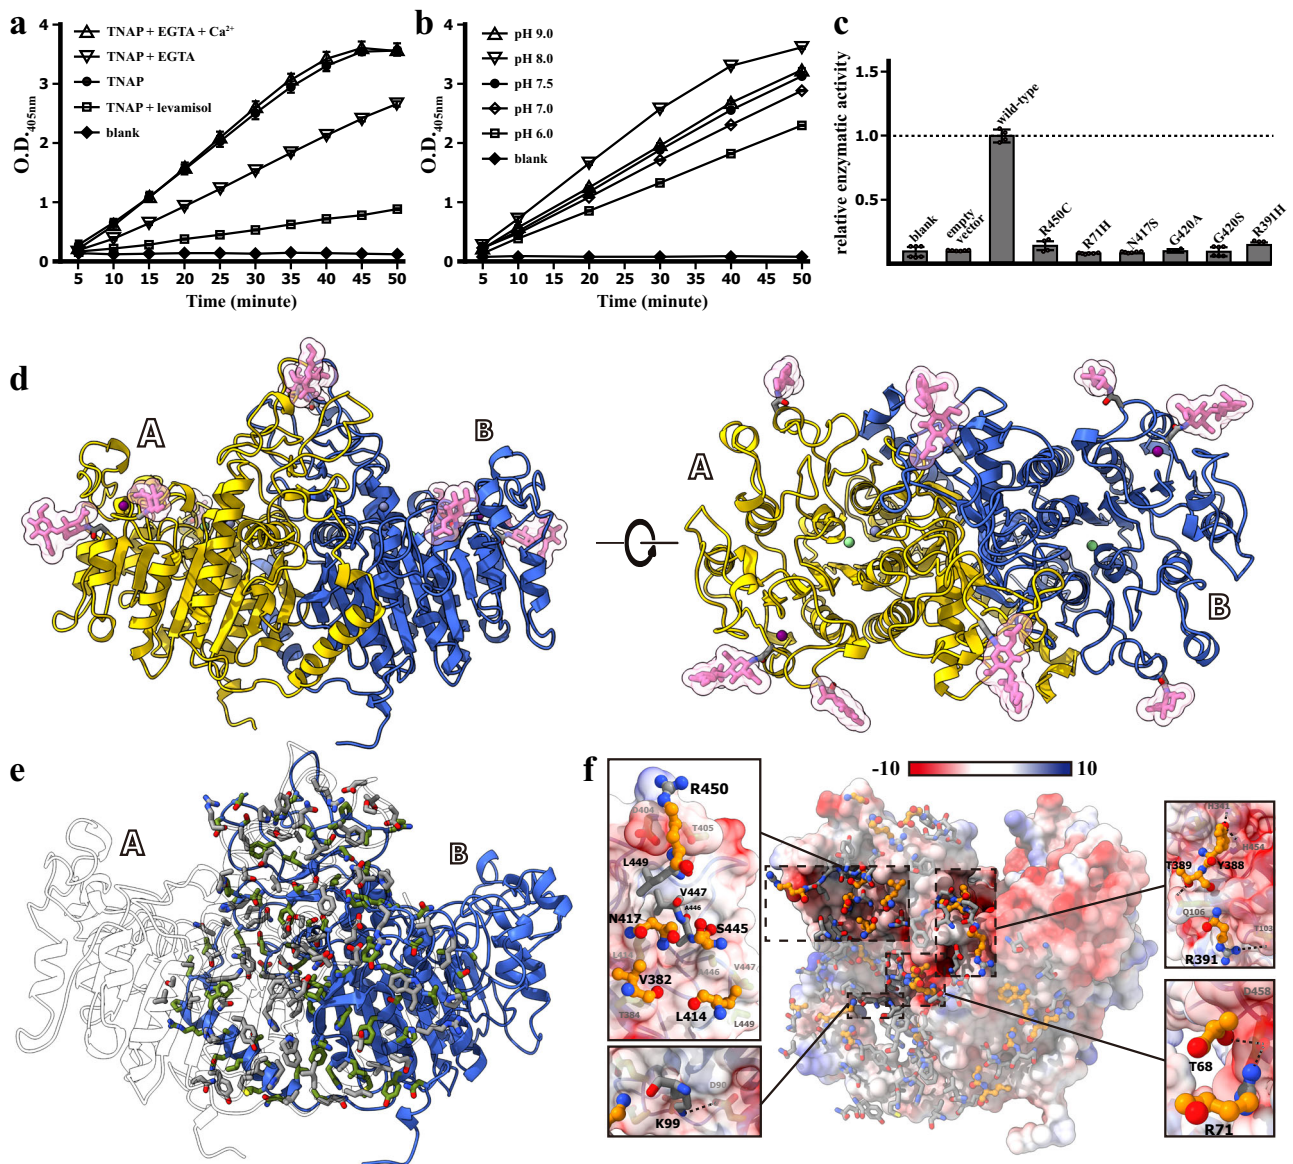 a
O.D.405nm
4
3
2
1
0
TNAP + EGTA + Ca2+
TNAP + EGTA
TNAP
TNAP + levamisol
blank
5 10 15 20 25 30 35 40 45 50
Time (minute)
b
O.D.405nm
4
3
2
1
0
pH 9.0
pH 8.0
pH 7.5
pH 7.0
pH 6.0
blank
5 10 20 30 40 50
Time (minute)
c
relative enzymatic activity
1.5
1.0
0.5
blank
empty vector
wild-type
R450C
R71H
N417S
G420A
G420S
R391H
d
A
B
A
B
e
A
B
f
-10 10
R450
D404
T405
L449
V447
A446
N417
S445
V447
V382
T384
L414
L449
K99
D90
H341
H454
T389
Y388
Q106
T103
R391
D458
T68
R71